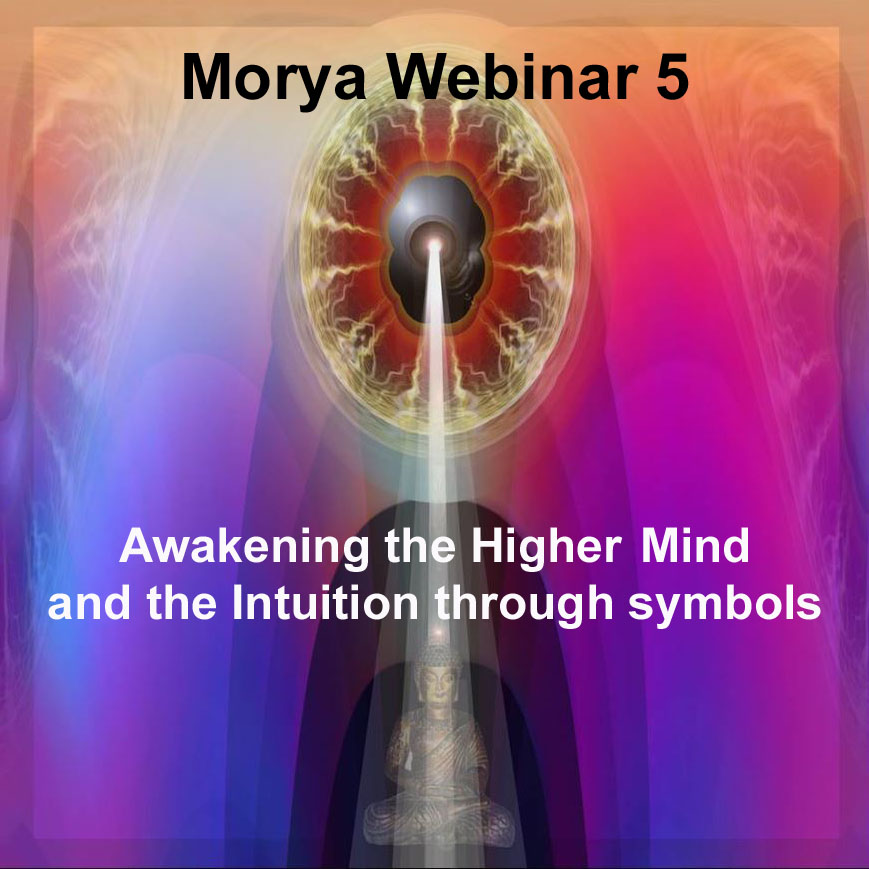 Morya Webinar 5
Awakening the Higher Mind
and the Intuition through symbols